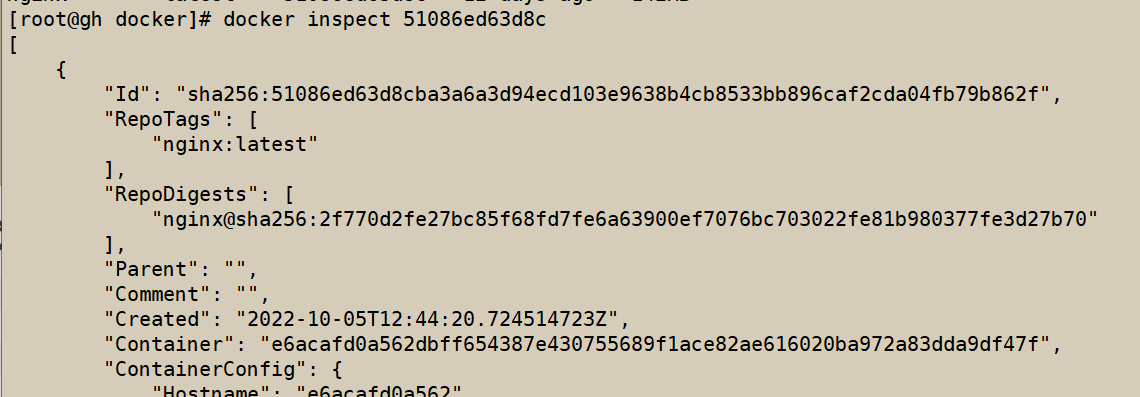 [root@gh docker]# docker inspect 51086ed63d8c
[
{
"Id": "sha256:51086ed63d8cba3a6a3d94ecd103e9638b4cb8533bb896caf2cda04fb79b862f",
"RepoTags": [
"nginx:latest"
],
"RepoDigests": [
"nginx@sha256:2f770d2fe27bc85f68fd7fe6a63900ef7076bc703022fe81b980377fe3d27b70"
],
"Parent": "",
"Comment": "",
"Created": "2022-10-05T12:44:20.724514723Z",
"Container": "e6acafd0a562dbff654387e430755689f1ace82ae616020ba972a83dda9df47f",
"ContainerConfig": {
"Hostname": "e6acafd0a562"